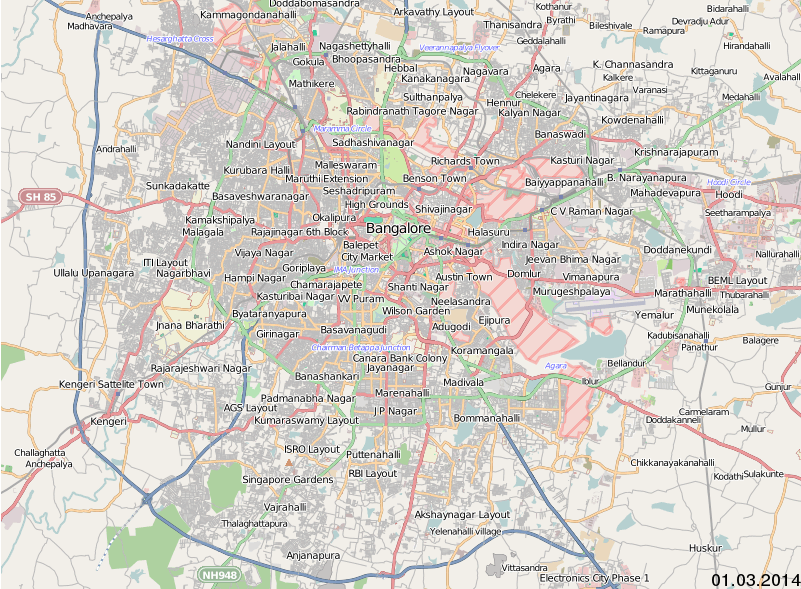 Doddabomasandra
Kammagondanahalli
Anchepalya
Madhavara
Arkavathy Layout
Kothanur
Byrathi
Bidarahalli
Thanisandra
Bileshivale
Devradju Adur
Ramapura
Hesarghatta Cross
Jalahalli
Nagashettyhalli
Veerannapalya Flyover
Geddalahalli
Hirandahalli
Gokula
Bhoopasandra
Hebbal
Kanakanagara
Nagavara
Agara
K. Channasandra
Kittaganuru
Kalkere
Avalahalli
Mathikere
Sulthanpalya
Chelekere
Hennur
Jayantinagara
Varanasi
Medahalli
Rabindranath Tagore Nagar
Kalyan Nagar
Kowdenahalli
Maramma Circle
Banaswadi
Andrahalli
Nandini Layout
Sadhashivanagar
Krishnarajapuram
Malleswaram
Richards Town
Kasturi Nagar
Kurubara Halli
Maruthi Extension
Benson Town
Baiyyappanahalli
B. Narayanapura
Hoodi Circle
Sunkadakatte
Seshadripuram
Mahadevapura
Hoodi
SH 85
Basaveshwaranagar
High Grounds
Shivajinagar
C V Raman Nagar
Seetharampalya
Kamakshipalya
Okalipura
Malagala
Rajajinagar 6th Block
Bangalore
Halasuru
Balepet
Indira Nagar
Vijaya Nagar
City Market
Ashok Nagar
Doddanekundi
Nallurahalli
ITI Layout
Jeevan Bhima Nagar
Ullalu Upanagara
Nagarbhavi
Goriplaya
IMA Junction
Hampi Nagar
Chamarajapete
Shanti Nagar
Austin Town
Domlur
Vimanapura
BEML Layout
Kasturibai Nagar
VV Puram
Neelasandra
Murugeshpalaya
Marathahalli
Thubarahalli
Byataranyapura
Wilson Garden
Yemalur
Munekolala
Jnana Bharathi
Girinagar
Basavanagudi
Adugodi
Ejipura
Kadubisanahalli
Balagere
Chairman Betappa Junction
Koramangala
Panathur
Canara Bank Colony
Rajarajeshwari Nagar
Jayanagar
Agara
Bellandur
Kengeri Sattelite Town
Banashankari
Madivala
Iblur
Gunjur
Padmanabha Nagar
Marenahalli
AGS Layout
J P Nagar
Carmelaram
Kengeri
Kumaraswamy Layout
Bommanahalli
Doddakanneli
Mullur
Challaghatta
ISRO Layout
Puttenahalli
Anchepalya
Chikkanayakanahalli
Singapore Gardens
RBI Layout
Kodathi
Sulakunte
Vajrahalli
Thalaghattapura
Akshaynagar Layout
Yelenahalli village
Anjanapura
Huskur
NH948
Vittasandra
Electronics City Phase 1
01.03.2014